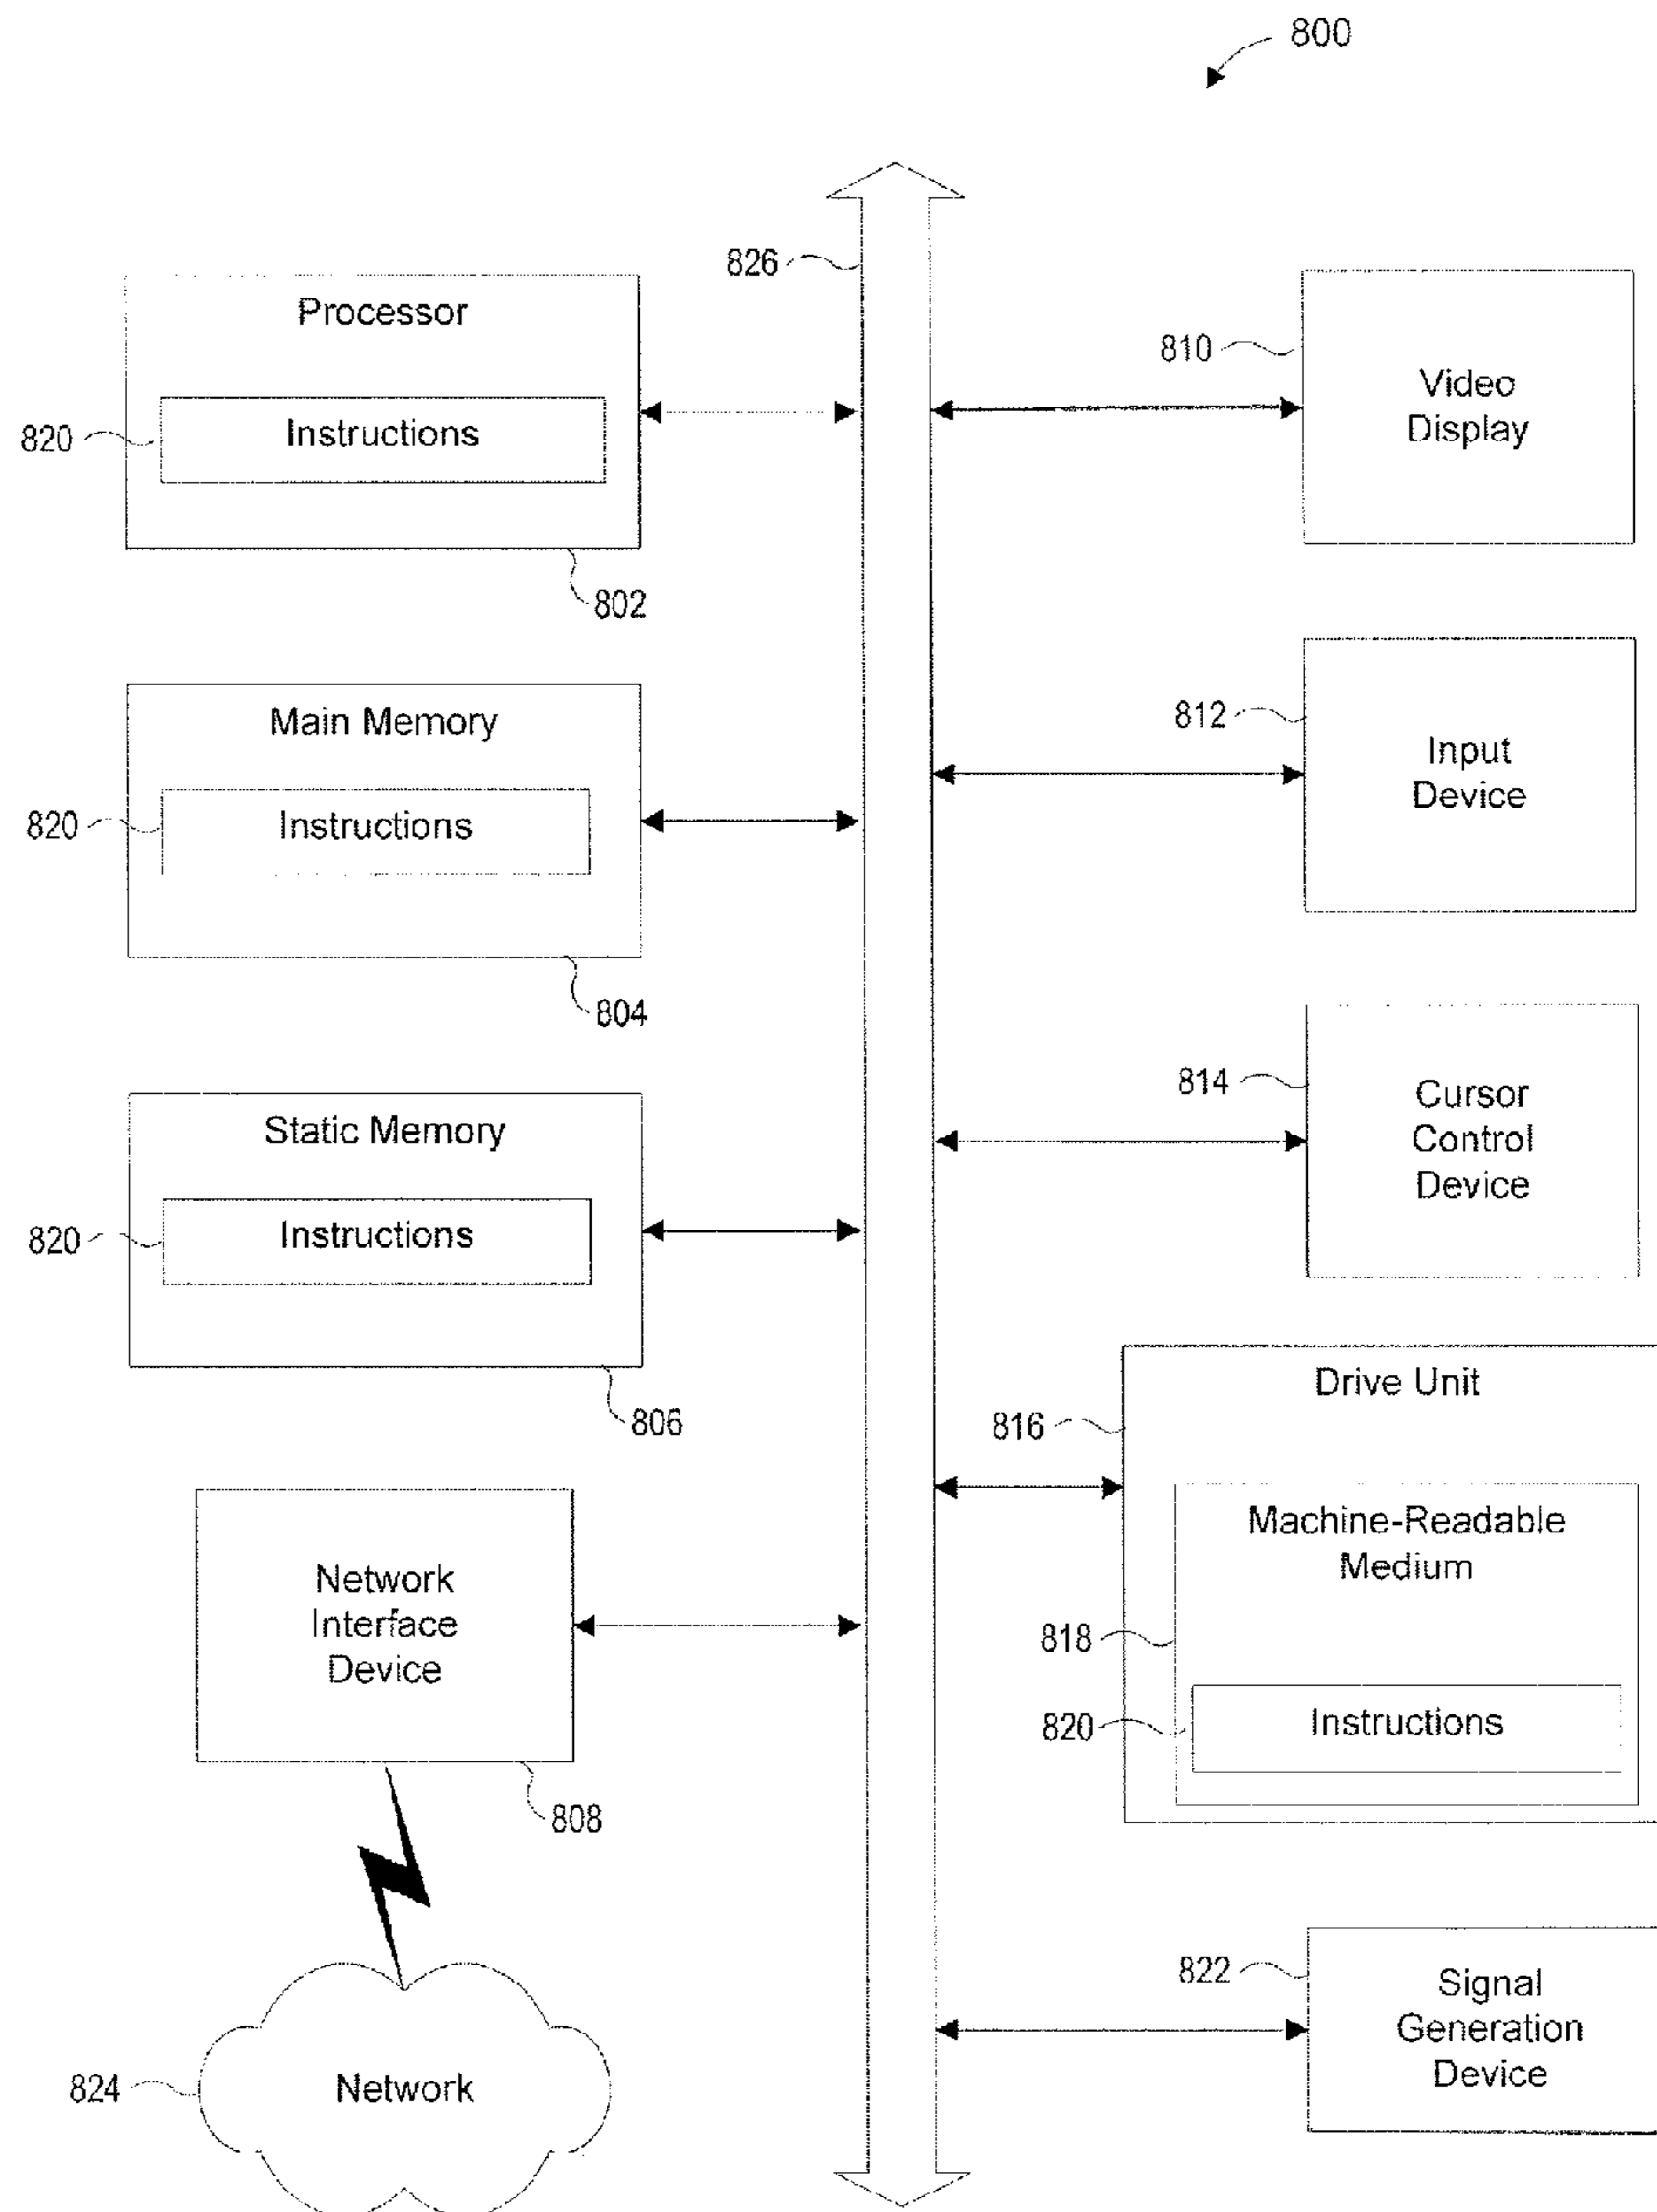 800
826
Processor
820
Instructions
802
810
Video
Display
Main Memory
820
Instructions
804
812
Input
Device
Static Memory
820
Instructions
806
814
Cursor
Control
Device
Network
Interface
Device
808
816
Drive Unit
Machine-Readable
Medium
818
820
Instructions
824
Network
822
Signal
Generation
Device